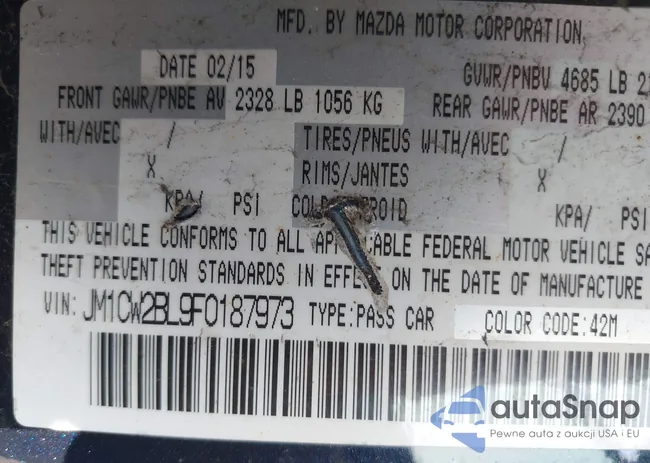 MFD. BY MAZDA MOTOR CORPORATION
DATE 02/15
GVWR/PNBV 4685 LB
FRONT GAWR/PNBE AV 2328 LB 1056 KG
REAR GAWR/PNBE AR 2390
WITH/AVEC / TIRES/PNEUS WITH/AVEC /
X RIMS/JANTES X
KPA/ PSI COLD KPA/ PSI
THIS VEHICLE CONFORMS TO ALL APPLICABLE FEDERAL MOTOR VEHICLE SA
THEFT PREVENTION STANDARDS IN EFFECT ON THE DATE OF MANUFACTURE
VIN: JM1CW2BL9F0187973 TYPE:PASS CAR COLOR CODE:42M
autaSnap
Pewne auta z aukcji USA i EU